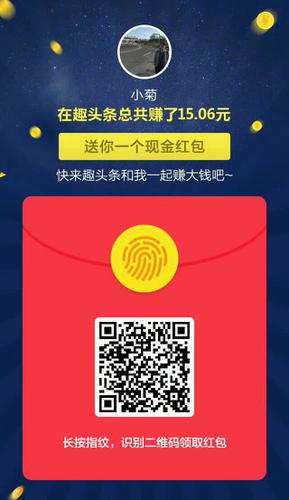 小菊
在趣头条总共赚了15.06元
送你一个现金红包
快来趣头条和我一起赚大钱吧~
长按指纹，识别二维码领取红包